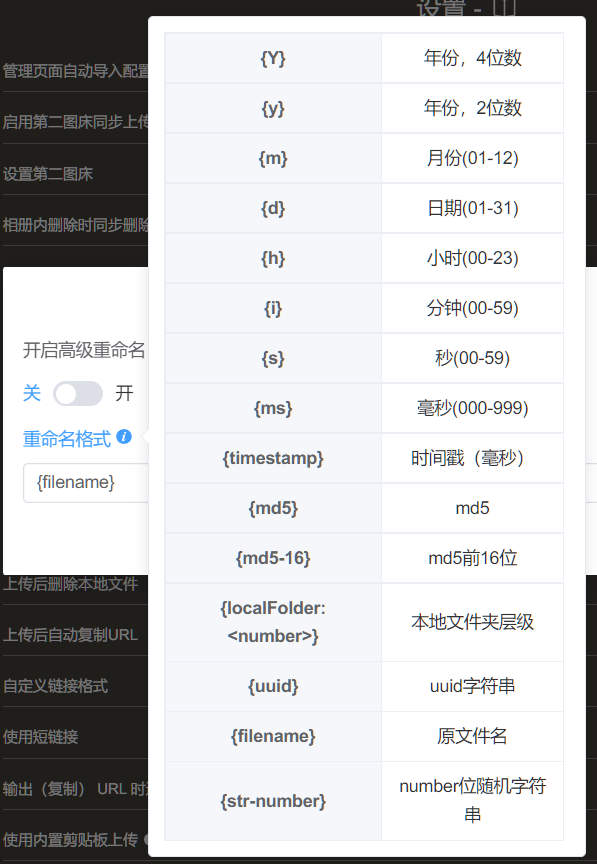 设置 -
管理页面自动导入配置
启用第二图床同步上传
设置第二图床
相册内删除时同步删除
开启高级重命名
关 开
重命名格式
{filename}
上传后删除本地文件
上传后自动复制URL
自定义链接格式
使用短链接
输出（复制） URL 时
使用内置剪贴板上传
{Y} 年份，4位数
{y} 年份，2位数
{m} 月份(01-12)
{d} 日期(01-31)
{h} 小时(00-23)
{i} 分钟(00-59)
{s} 秒(00-59)
{ms} 毫秒(000-999)
{timestamp} 时间戳（毫秒）
{md5} md5
{md5-16} md5前16位
{localFolder:
<number>} 本地文件夹层级
{uuid} uuid字符串
{filename} 原文件名
{str-number} number位随机字符
串